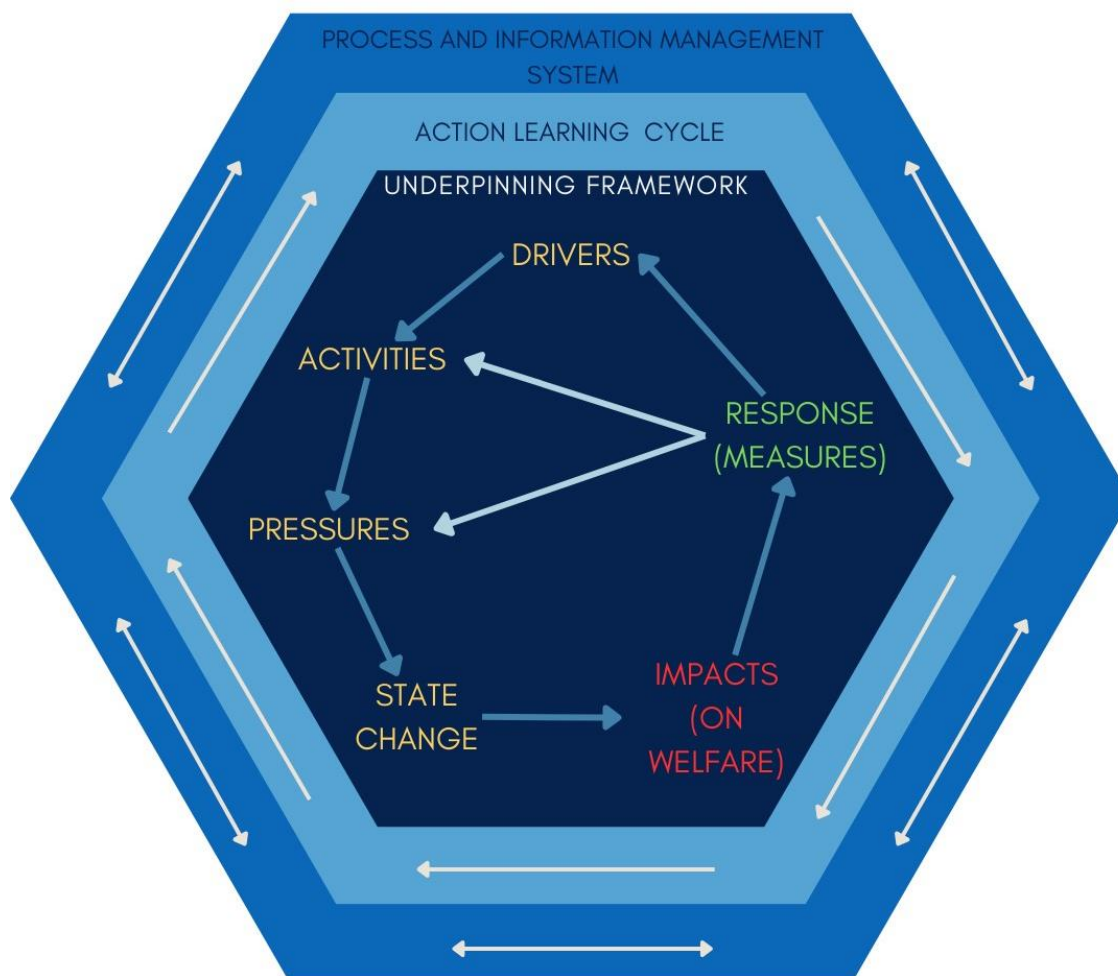 PROCESS AND INFORMATION MANAGEMENT
SYSTEM
ACTION LEARNING CYCLE
UNDERPINNING FRAMEWORK
DRIVERS
ACTIVITIES
RESPONSE
(MEASURES)
PRESSURES
STATE
CHANGE
IMPACTS
(ON
WELFARE)